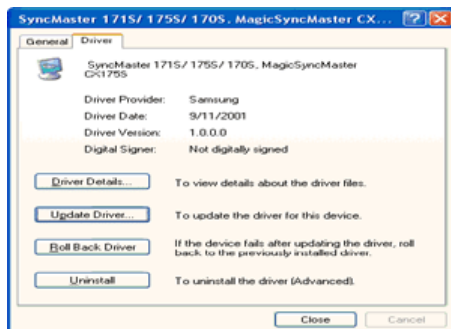 SyncMaster 171S/ 175S/ 170S, MagicSyncMaster CX...
General Driver
SyncMaster 171S/ 175S/ 170S, MagicSyncMaster
CX175S
Driver Provider: Samsung
Driver Date: 9/11/2001
Driver Version: 1.0.0.0
Digital Signer: Not digitally signed
Driver Details... To view details about the driver files.
Update Driver... To update the driver for this device.
Roll Back Driver If the device fails after updating the driver, roll
back to the previously installed driver.
Uninstall To uninstall the driver (Advanced).
Close Cancel